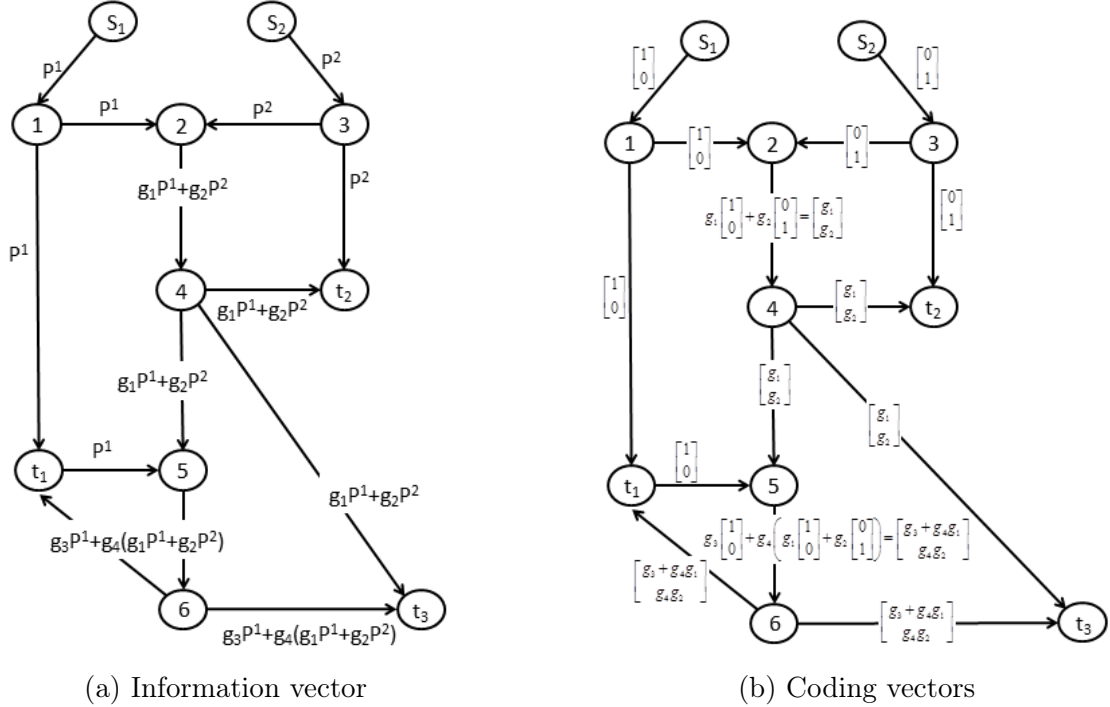 S₁
S₂
p¹
p²
1
p¹
2
p²
3
g₁p¹+g₂p²
p²
p¹
4
g₁p¹+g₂p²
t₂
g₁p¹+g₂p²
t₁
p¹
5
g₁p¹+g₂p²
g₃p¹+g₄(g₁p¹+g₂p²)
6
g₃p¹+g₄(g₁p¹+g₂p²)
t₃
(a) Information vector
S₁
S₂
[1
0]
[0
1]
1
[1
0]
2
[0
1]
3
g₁[1 0]+g₂[0 1]=[g₁ g₂]
[0
1]
[1
0]
4
[g₁
g₂]
t₂
[g₁
g₂]
[g₁
g₂]
t₁
[1
0]
5
g₃[1 0]+g₄(g₁[1 0]+g₂[0 1])=[g₃+g₄g₁ g₄g₂]
[g₃+g₄g₁
g₄g₂]
6
[g₃+g₄g₁
g₄g₂]
t₃
(b) Coding vectors